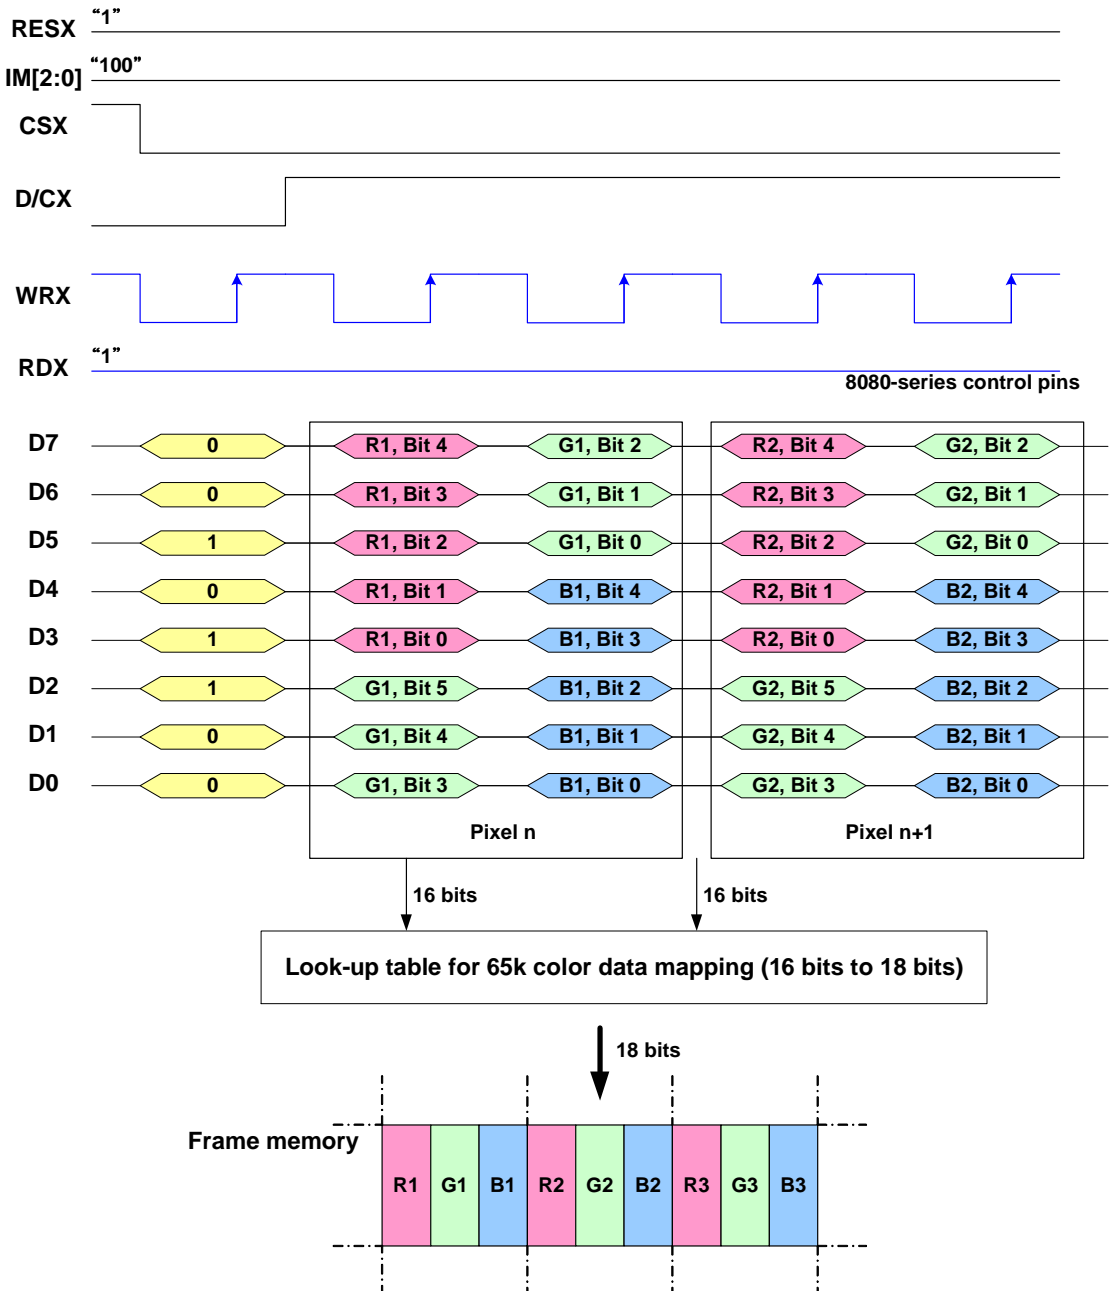 RESX “1”
IM[2:0] “100”
CSX
D/CX
WRX
RDX “1”
8080-series control pins
D7 0 R1, Bit 4 G1, Bit 2 R2, Bit 4 G2, Bit 2
D6 0 R1, Bit 3 G1, Bit 1 R2, Bit 3 G2, Bit 1
D5 1 R1, Bit 2 G1, Bit 0 R2, Bit 2 G2, Bit 0
D4 0 R1, Bit 1 B1, Bit 4 R2, Bit 1 B2, Bit 4
D3 1 R1, Bit 0 B1, Bit 3 R2, Bit 0 B2, Bit 3
D2 1 G1, Bit 5 B1, Bit 2 G2, Bit 5 B2, Bit 2
D1 0 G1, Bit 4 B1, Bit 1 G2, Bit 4 B2, Bit 1
D0 0 G1, Bit 3 B1, Bit 0 G2, Bit 3 B2, Bit 0
Pixel n Pixel n+1
16 bits 16 bits
Look-up table for 65k color data mapping (16 bits to 18 bits)
18 bits
Frame memory
R1 G1 B1 R2 G2 B2 R3 G3 B3